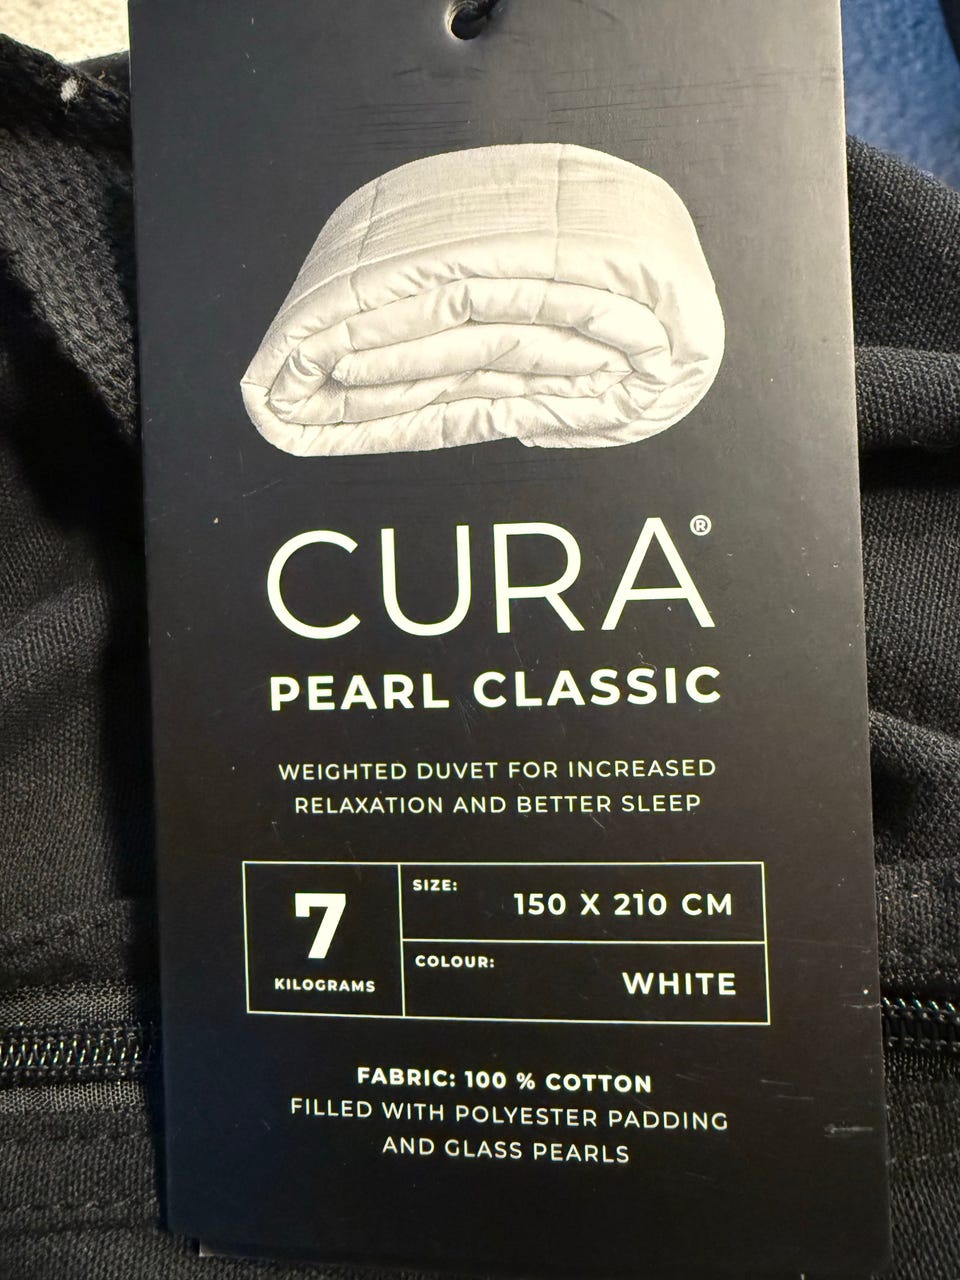 CURA®
PEARL CLASSIC
WEIGHTED DUVET FOR INCREASED
RELAXATION AND BETTER SLEEP
7
KILOGRAMS
SIZE:
150 X 210 CM
COLOUR:
WHITE
FABRIC: 100 % COTTON
FILLED WITH POLYESTER PADDING
AND GLASS PEARLS